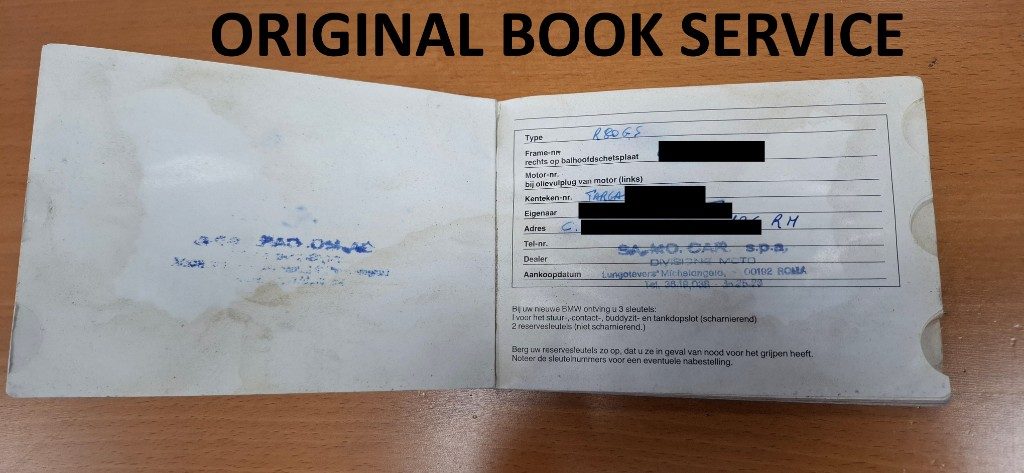 ORIGINAL BOOK SERVICE
Type R80GS
Frame-nr.
rechts op balhoofdschetsplaat
Motor-nr.
bij olievulplug van motor (links)
Kenteken-nr. TARGA
Eigenaar
Adres C. RM
Tel-nr.
Dealer SA.MO. CAR s.p.a.
DIVISIONE MOTO
Aankoopdatum Lungotevere Michelangelo, 00192 ROMA
Tel.
Bij uw nieuwe BMW ontving u 3 sleutels:
1 voor het stuur-,-contact-, buddyzit- en tankdopslot (scharnierend)
2 reservesleutels (niet scharnierend.)
Berg uw reservesleutels zo op, dat u ze in geval van nood voor het grijpen heeft.
Noteer de sleutelnummers voor een eventuele nabestelling.